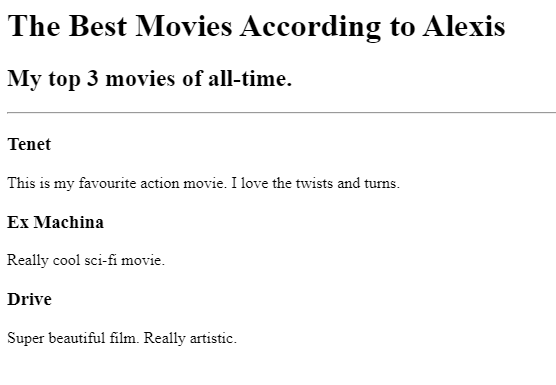 The Best Movies According to Alexis
My top 3 movies of all-time.
Tenet
This is my favourite action movie. I love the twists and turns.
Ex Machina
Really cool sci-fi movie.
Drive
Super beautiful film. Really artistic.